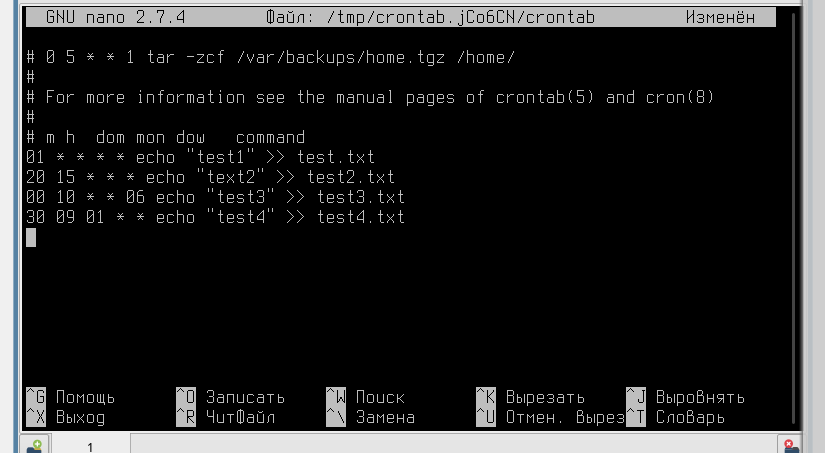 GNU nano 2.7.4 Файл: /tmp/crontab.jCo6CN/crontab Изменён
# 0 5 * * 1 tar -zcf /var/backups/home.tgz /home/
#
# For more information see the manual pages of crontab(5) and cron(8)
#
# m h  dom mon dow   command
01 * * * * echo "test1" >> test.txt
20 15 * * * echo "text2" >> test2.txt
00 10 * * 06 echo "test3" >> test3.txt
30 09 01 * * echo "test4" >> test4.txt
^G Помощь ^O Записать ^W Поиск ^K Вырезать ^J Выровнять
^X Выход ^R ЧитФайл ^\ Замена ^U Отмен. Вырез ^T Словарь
1